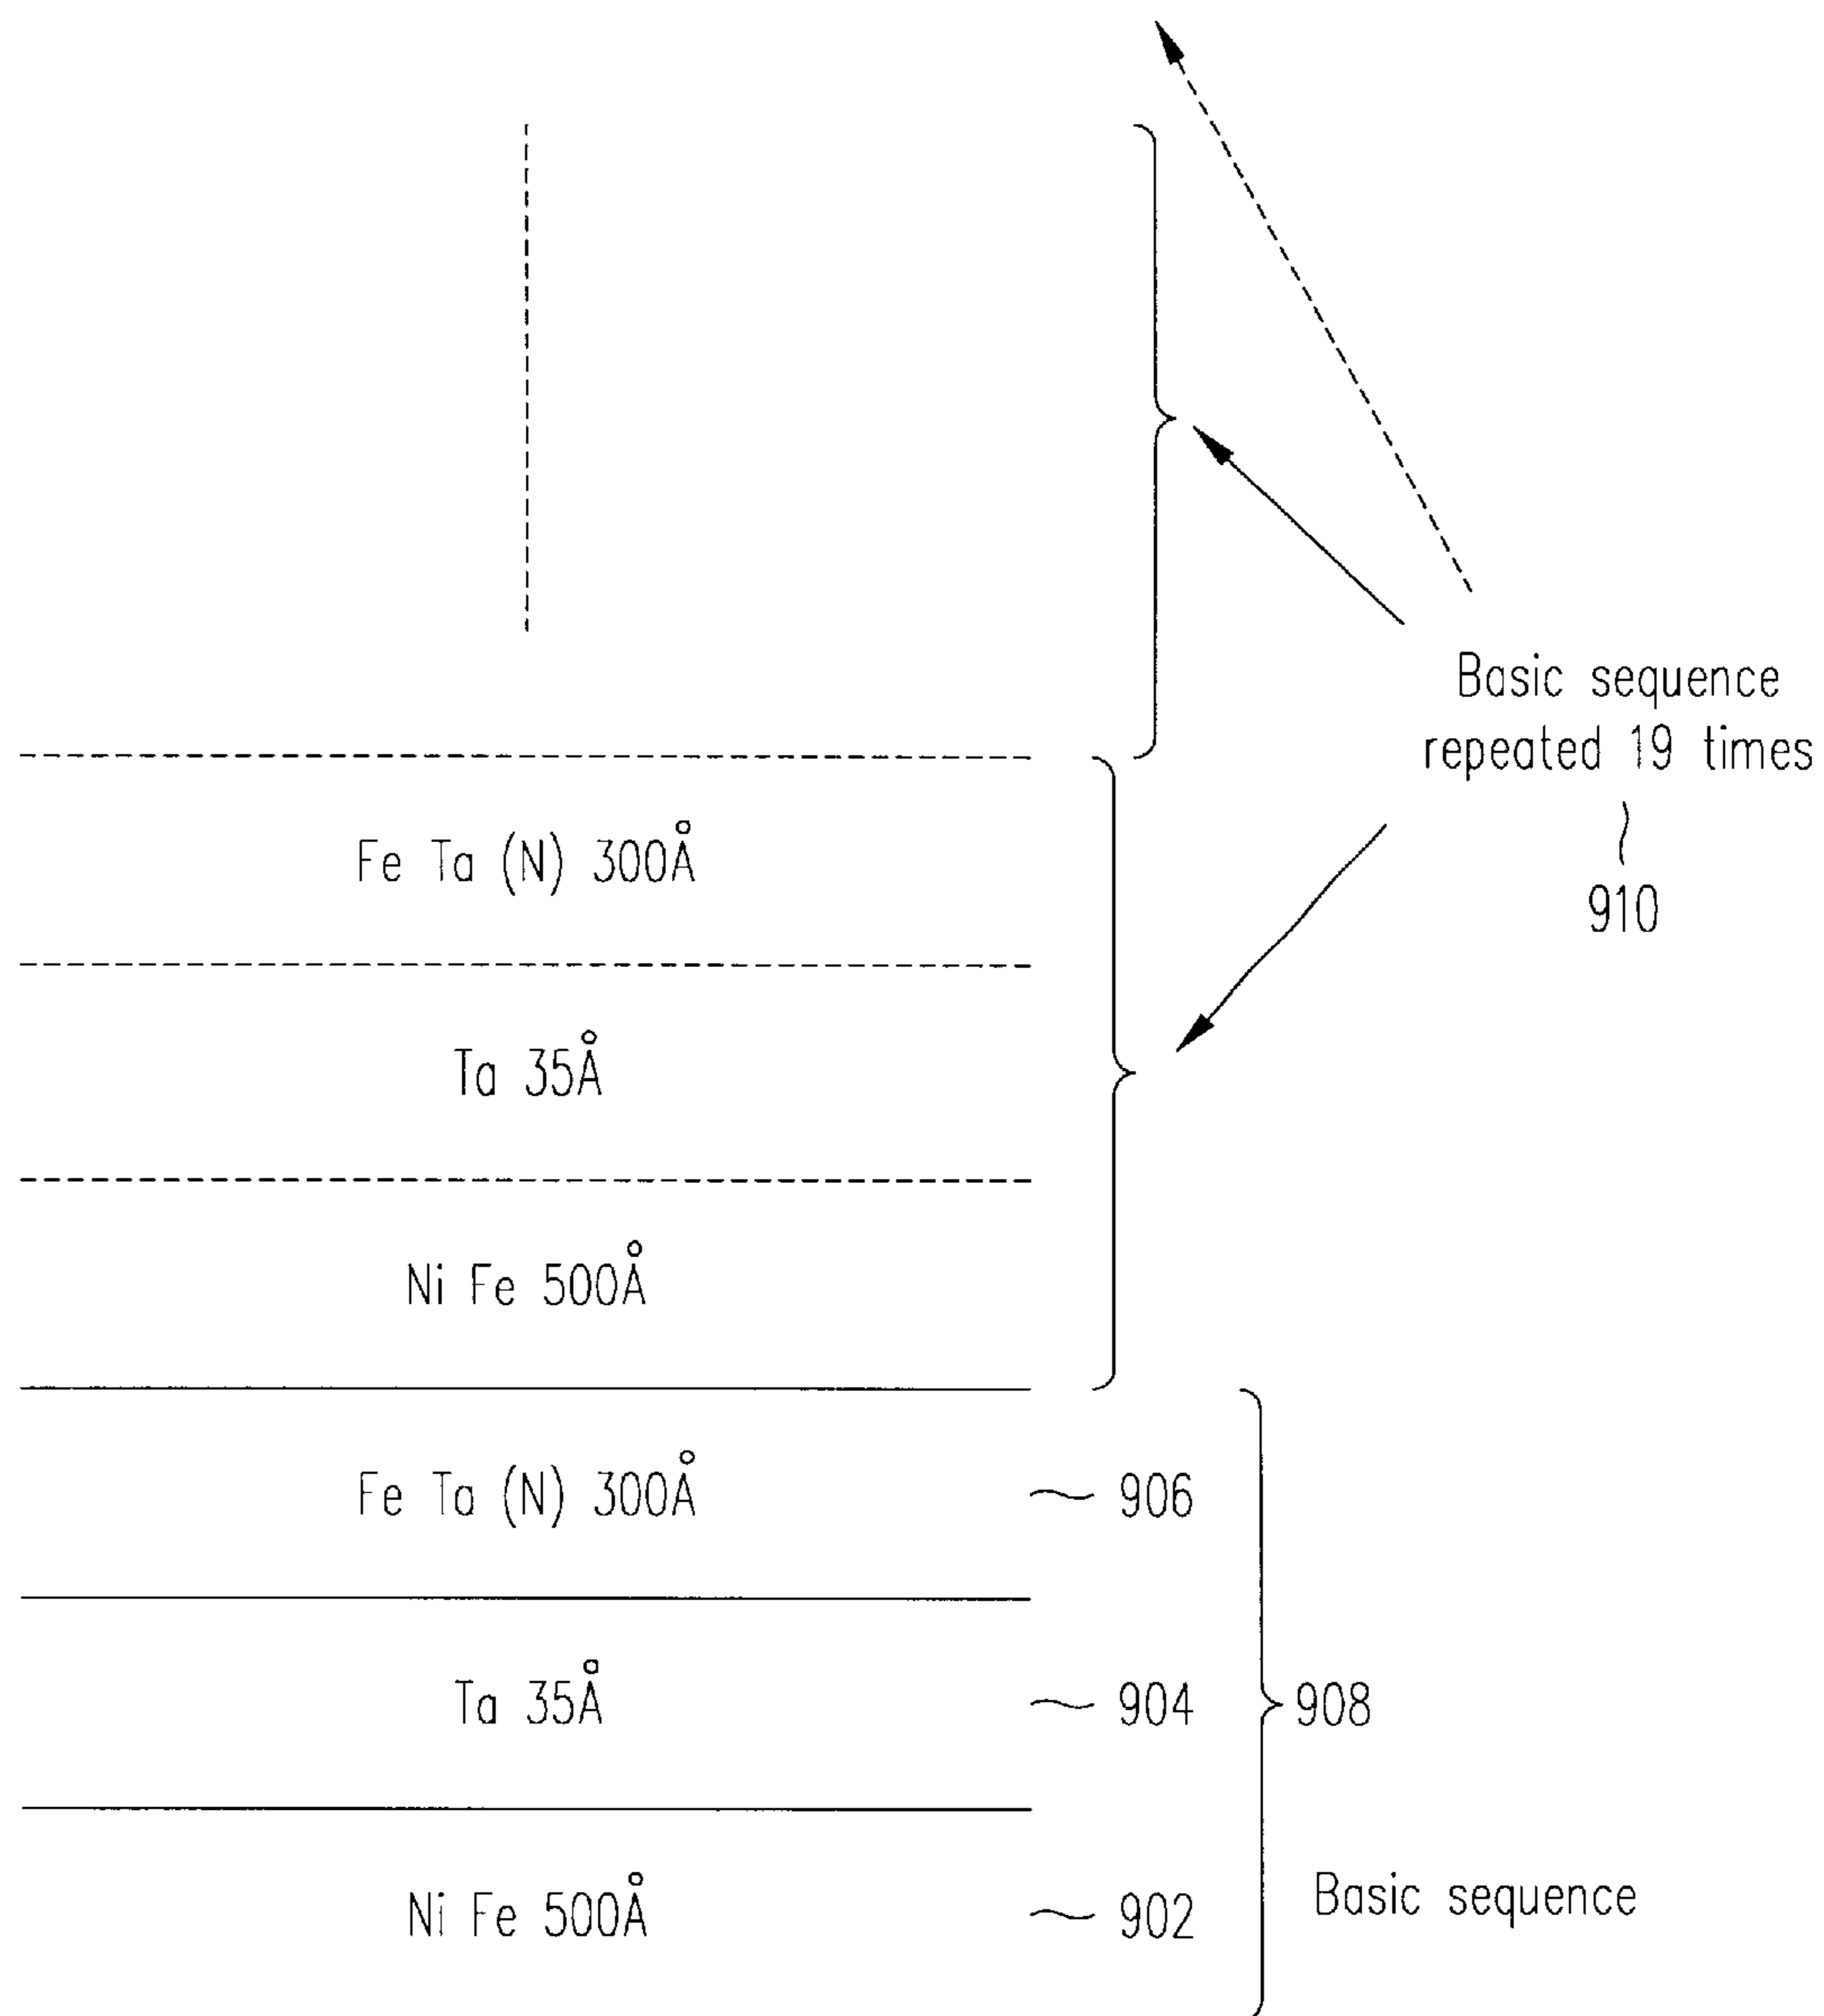 Basic sequence
repeated 19 times
910
Fe Ta (N) 300Å
Ta 35Å
Ni Fe 500Å
Fe Ta (N) 300Å
906
Ta 35Å
904
908
Ni Fe 500Å
902
Basic sequence